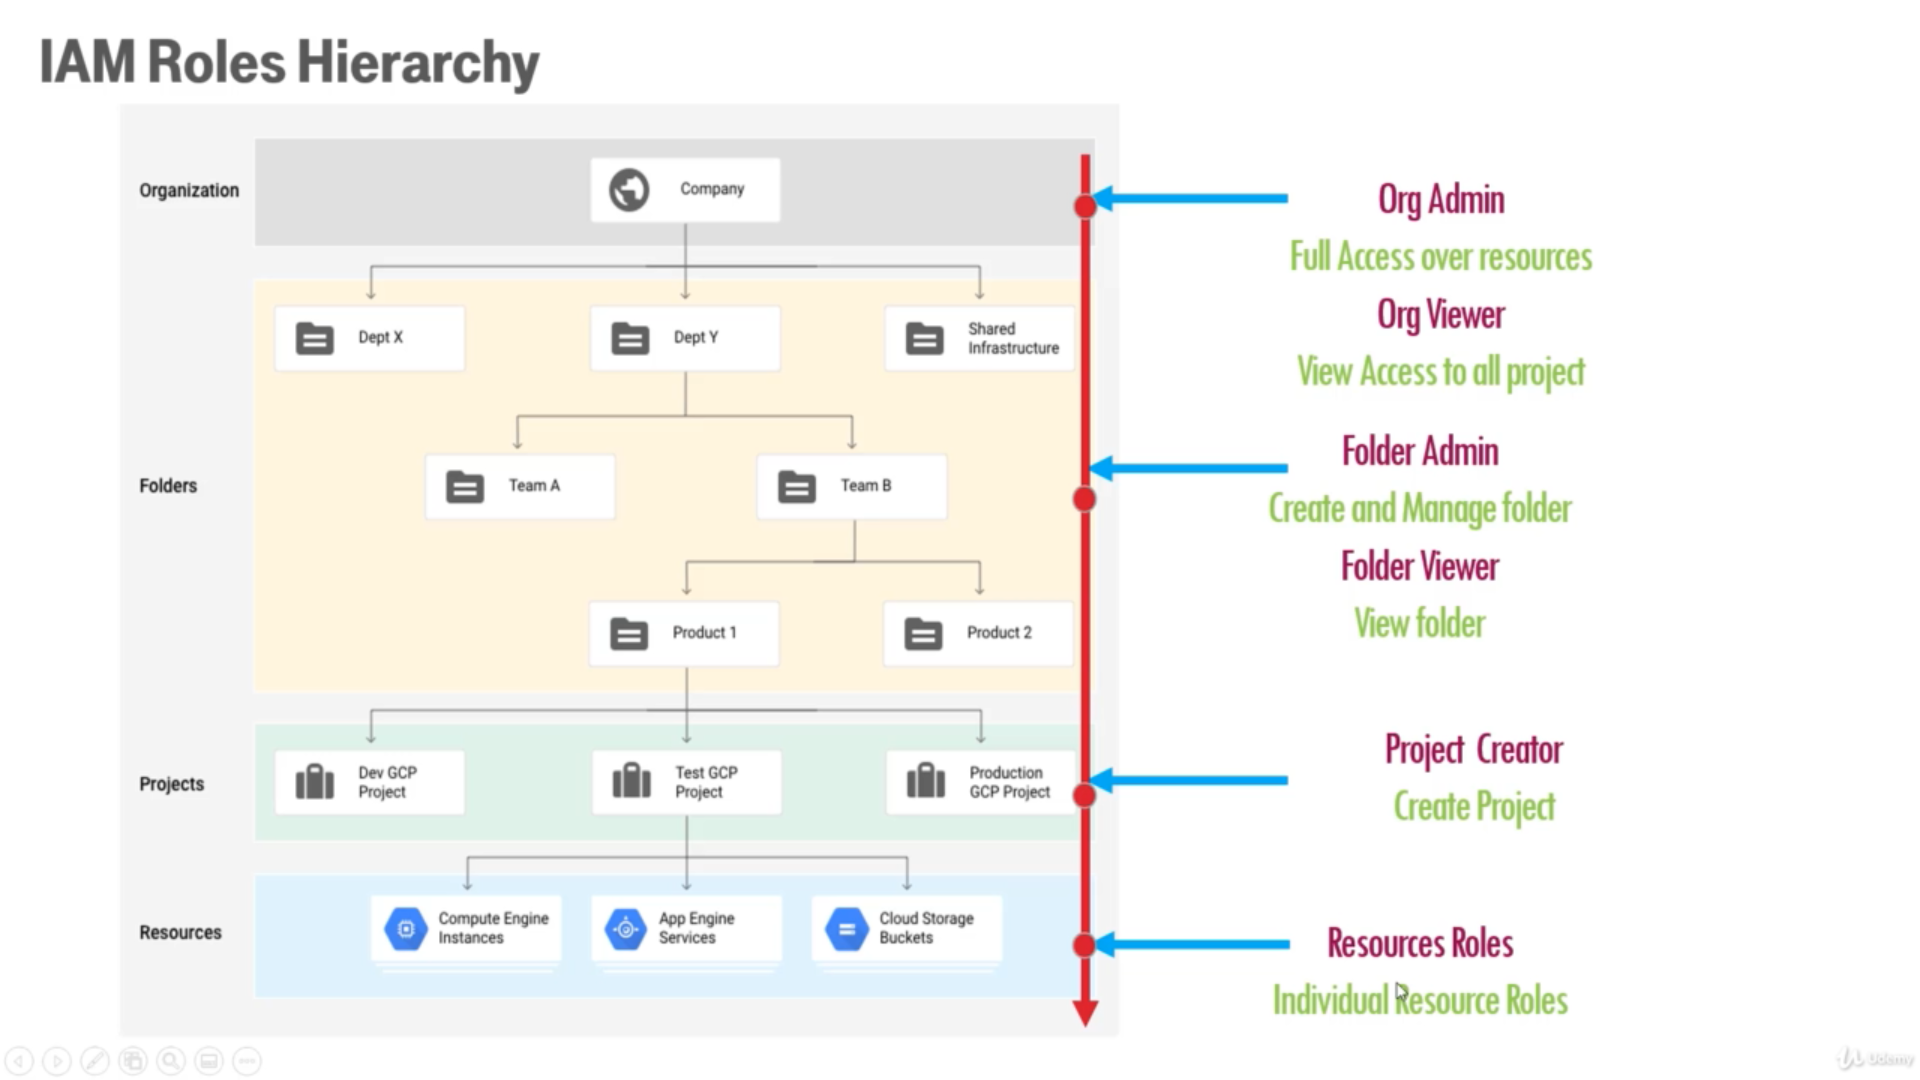 IAM Roles Hierarchy
Organization
Company
Org Admin
Full Access over resources
Org Viewer
View Access to all project
Dept X
Dept Y
Shared
Infrastructure
Folders
Team A
Team B
Folder Admin
Create and Manage folder
Folder Viewer
View folder
Product 1
Product 2
Projects
Dev GCP
Project
Test GCP
Project
Production
GCP Project
Project Creator
Create Project
Resources
Compute Engine
Instances
App Engine
Services
Cloud Storage
Buckets
Resources Roles
Individual Resource Roles
Udemy